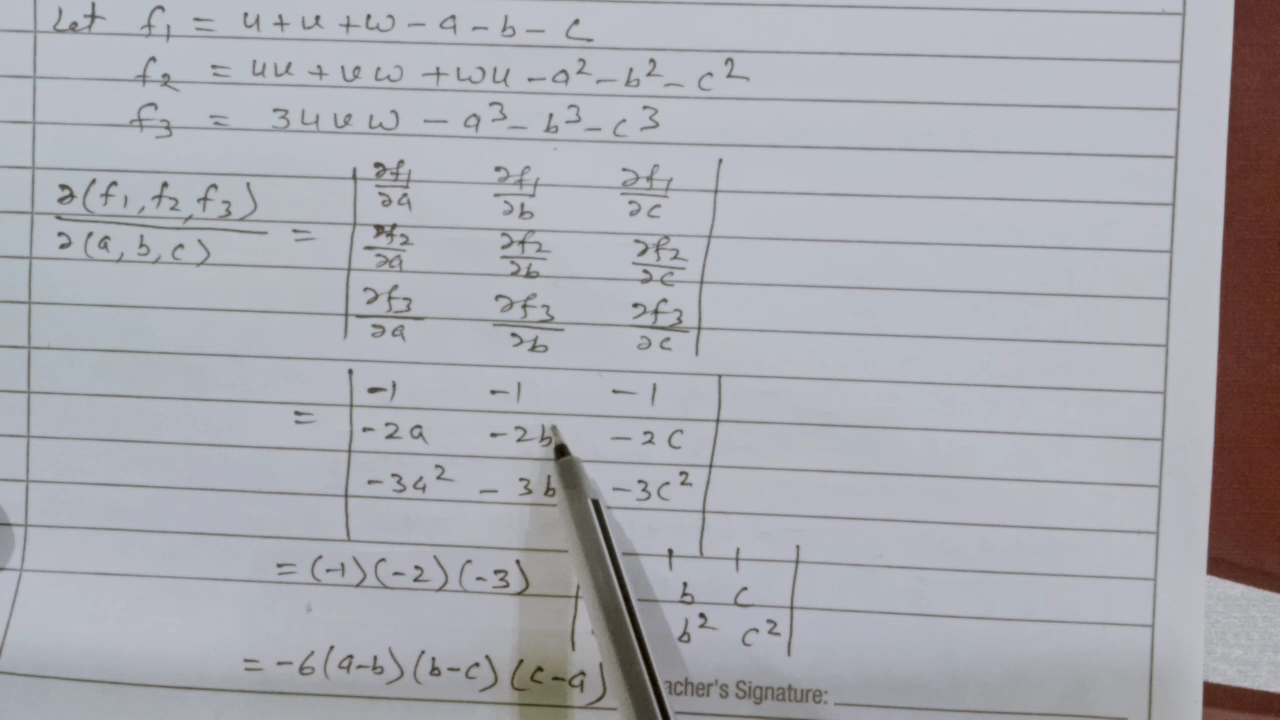 Let f₁ = u + v + w - a - b - c
f₂ = uv + vw + wu - a² - b² - c²
f₃ = 3uvw - a³ - b³ - c³
∂(f₁, f₂, f₃) / ∂(a, b, c) = | ∂f₁/∂a ∂f₁/∂b ∂f₁/∂c |
| ∂f₂/∂a ∂f₂/∂b ∂f₂/∂c |
| ∂f₃/∂a ∂f₃/∂b ∂f₃/∂c |
= | -1 -1 -1 |
| -2a -2b -2c |
| -3a² -3b -3c² |
= (-1)(-2)(-3) | 1 1 |
| b c |
| b² c² |
= -6(a-b)(b-c)(c-a)
acher's Signature: